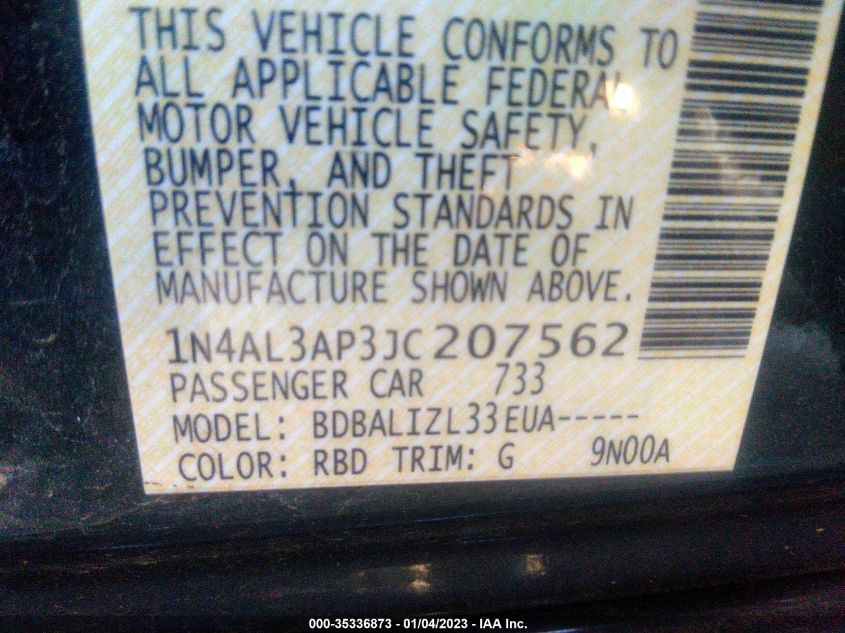 THIS VEHICLE CONFORMS TO
ALL APPLICABLE FEDERAL
MOTOR VEHICLE SAFETY,
BUMPER, AND THEFT
PREVENTION STANDARDS IN
EFFECT ON THE DATE OF
MANUFACTURE SHOWN ABOVE.
1N4AL3AP3JC207562
PASSENGER CAR 733
MODEL: BDBALIZL33EUA-----
COLOR: RBD TRIM: G 9N00A
000-35336873 - 01/04/2023 - IAA Inc.